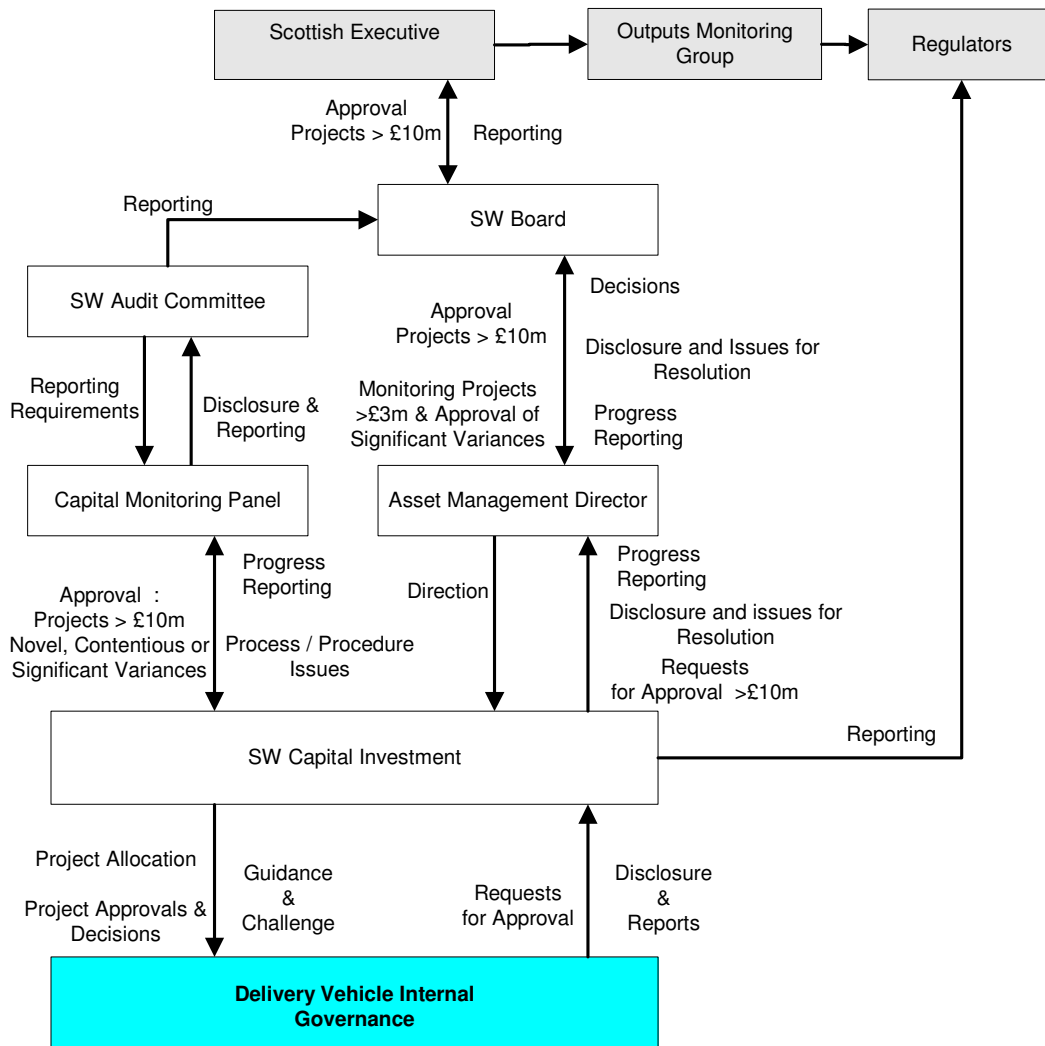 Scottish Executive
Outputs Monitoring
Group
Regulators
Approval
Projects > £10m
Reporting
Reporting
SW Board
SW Audit Committee
Decisions
Approval
Projects > £10m
Disclosure and Issues for
Resolution
Reporting
Requirements
Disclosure &
Reporting
Monitoring Projects
>£3m & Approval of
Significant Variances
Progress
Reporting
Capital Monitoring Panel
Asset Management Director
Progress
Reporting
Approval :
Projects > £10m
Novel, Contentious or
Significant Variances
Process / Procedure
Issues
Direction
Progress
Reporting
Disclosure and issues for
Resolution
Requests
for Approval >£10m
SW Capital Investment
Reporting
Project Allocation
Project Approvals &
Decisions
Guidance
&
Challenge
Requests
for Approval
Disclosure
&
Reports
Delivery Vehicle Internal
Governance